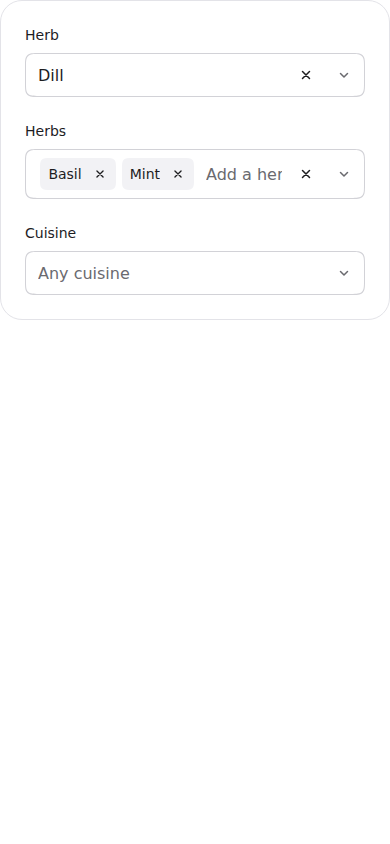 Herb
Dill
Herbs
Basil Mint Add a her
Cuisine
Any cuisine